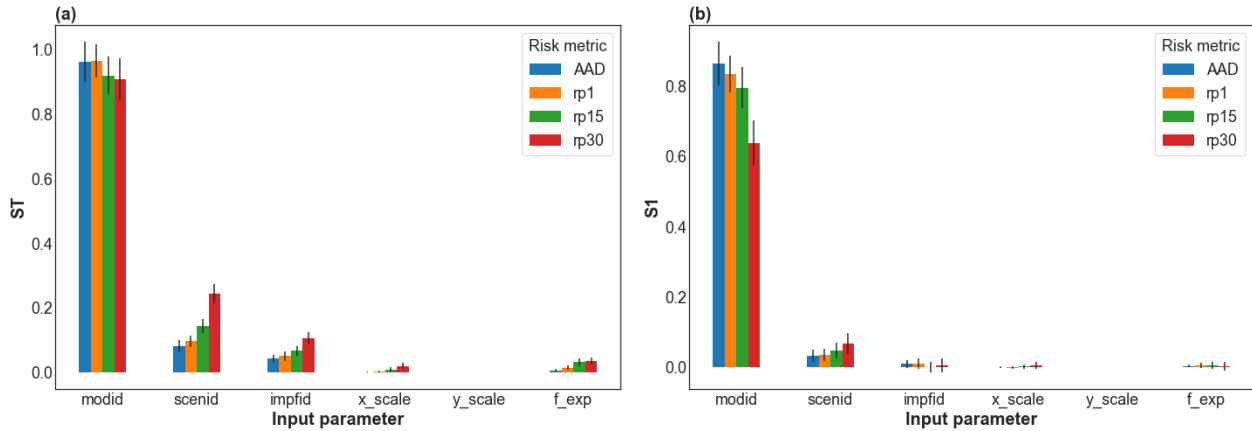 (a)
ST
1.0
0.8
0.6
0.4
0.2
0.0
modid scenid impfid x_scale y_scale f_exp
Input parameter
Risk metric
AAD
rp1
rp15
rp30
(b)
S1
0.8
0.6
0.4
0.2
0.0
modid scenid impfid x_scale y_scale f_exp
Input parameter
Risk metric
AAD
rp1
rp15
rp30